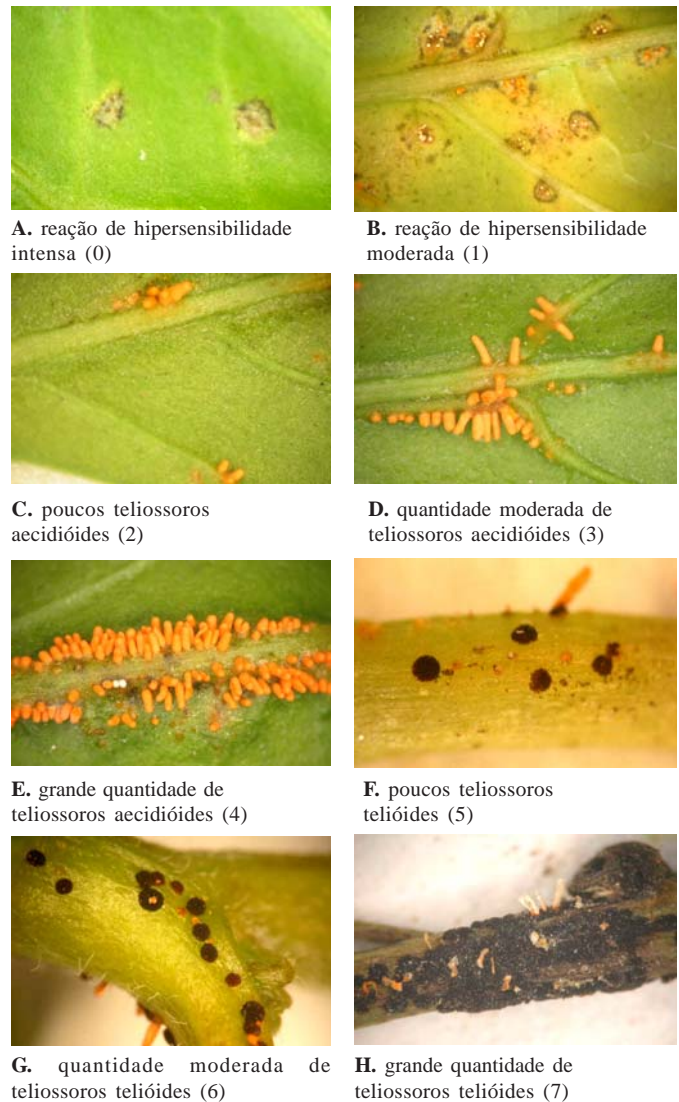 A. reação de hipersensibilidade
intensa (0)
B. reação de hipersensibilidade
moderada (1)
C. poucos teliossoros
aecidióides (2)
D. quantidade moderada de
teliossoros aecidióides (3)
E. grande quantidade de
teliossoros aecidióides (4)
F. poucos teliossoros
telióides (5)
G. quantidade moderada de
teliossoros telióides (6)
H. grande quantidade de
teliossoros telióides (7)